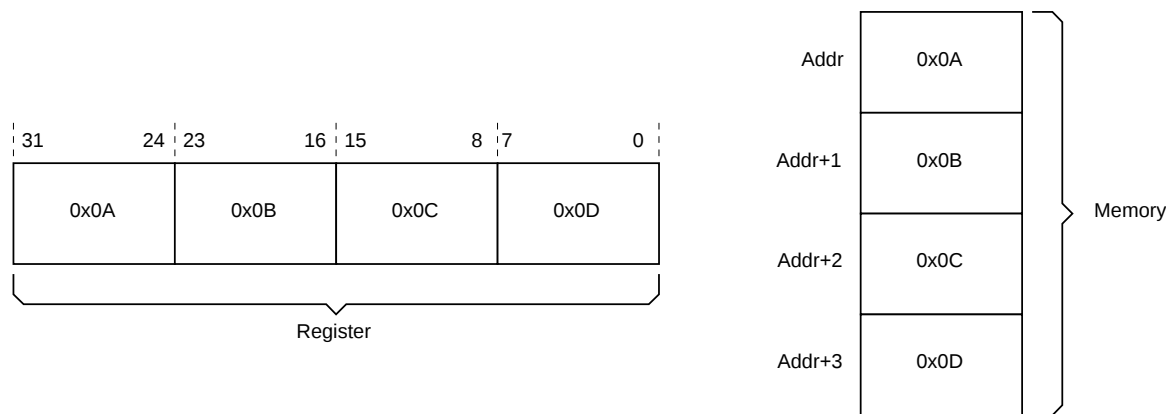 31 24 23 16 15 8 7 0
0x0A 0x0B 0x0C 0x0D
Register
Addr 0x0A
Addr+1 0x0B
Addr+2 0x0C
Addr+3 0x0D
Memory